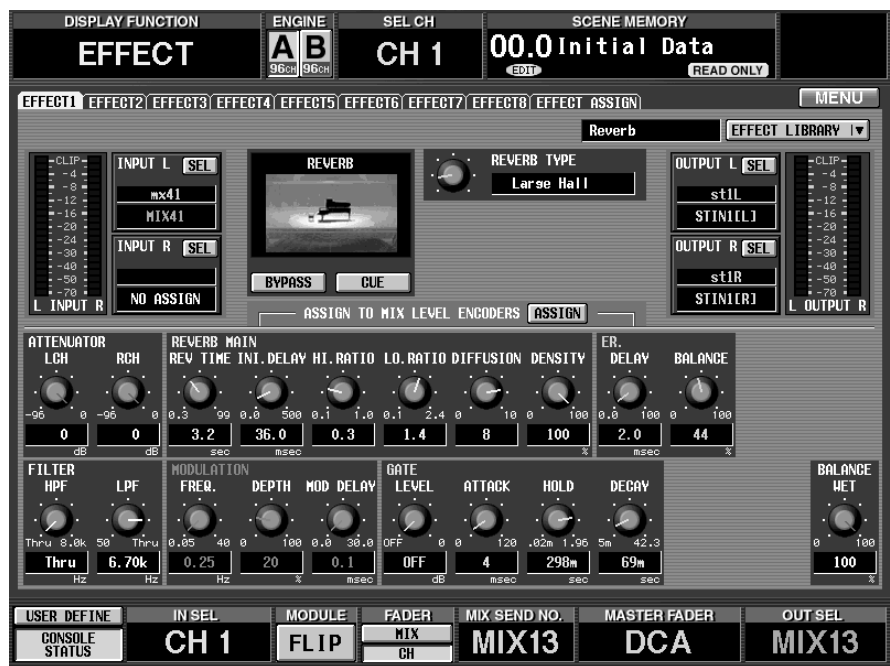 DISPLAY FUNCTION ENGINE SEL CH SCENE MEMORY
EFFECT A B CH 1 00.0 Initial Data
96CH 96CH EDIT READ ONLY
EFFECT1 EFFECT2 EFFECT3 EFFECT4 EFFECT5 EFFECT6 EFFECT7 EFFECT8 EFFECT ASSIGN MENU
Reverb EFFECT LIBRARY
CLIP INPUT L SEL REVERB REVERB TYPE OUTPUT L SEL CLIP
-4 -4
-8 Large Hall -8
-12 mx41 st1L -12
-16 MIX41 STIN1[L] -16
-20 -20
-24 INPUT R SEL OUTPUT R SEL -24
-30 -30
-40 -40
-50 BYPASS CUE st1R -50
-70 NO ASSIGN STIN1[R] -70
L INPUT R L OUTPUT R
ASSIGN TO MIX LEVEL ENCODERS ASSIGN
ATTENUATOR REVERB MAIN ER.
LCH RCH REV TIME INI.DELAY HI.RATIO LO.RATIO DIFFUSION DENSITY DELAY BALANCE
-96 0 -96 0 0.3 99 0.0 500 0.1 1.0 0.1 2.4 0 10 0 100 0.0 100 0 100
0 0 3.2 36.0 0.3 1.4 8 100 2.0 44
dB dB sec msec % msec
FILTER MODULATION GATE BALANCE
HPF LPF FREQ. DEPTH MOD DELAY LEVEL ATTACK HOLD DECAY WET
Thru 8.0k 50 Thru 0.05 40 0 100 0.0 30.0 OFF 0 0 120 .02m 1.96 5m 42.3 0 100
Thru 6.70k 0.25 20 0.1 OFF 4 298m 69m 100
Hz Hz Hz % msec dB msec sec sec %
USER DEFINE IN SEL MODULE FADER MIX SEND NO. MASTER FADER OUT SEL
CONSOLE STATUS CH 1 FLIP MIX CH MIX13 DCA MIX13